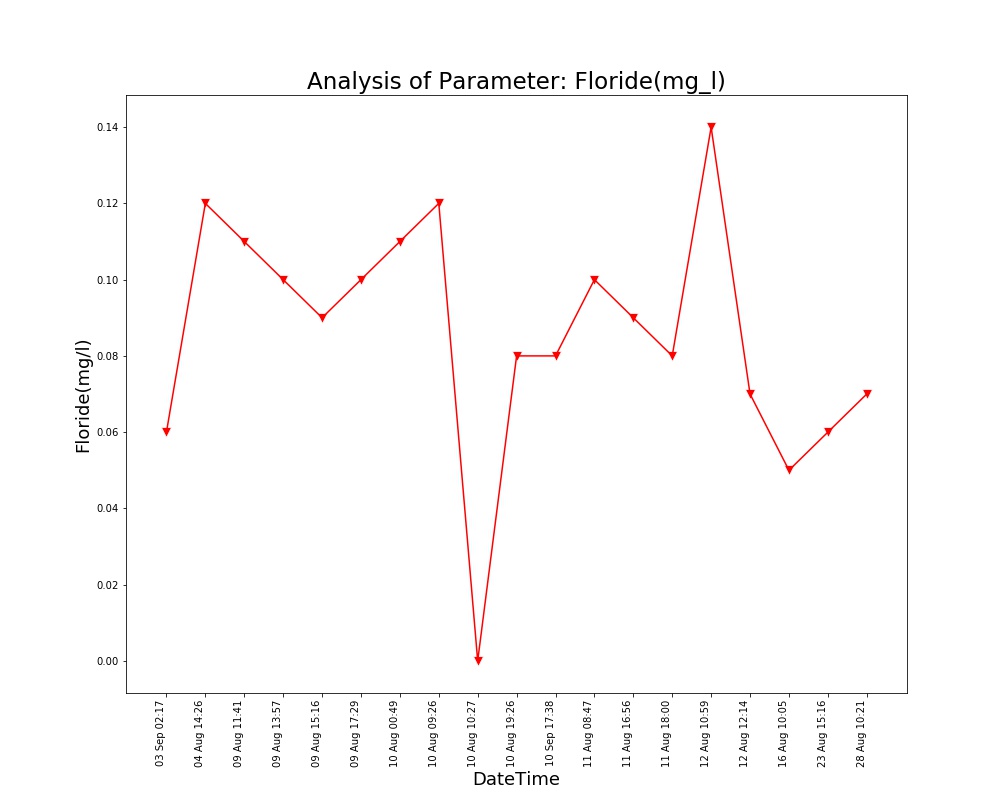 Analysis of Parameter: Floride(mg_l)
Floride(mg/l)
0.14
0.12
0.10
0.08
0.06
0.04
0.02
0.00
03 Sep 02:17
04 Aug 14:26
09 Aug 11:41
09 Aug 13:57
09 Aug 15:16
09 Aug 17:29
10 Aug 00:49
10 Aug 09:26
10 Aug 10:27
10 Aug 19:26
10 Sep 17:38
11 Aug 08:47
11 Aug 16:56
11 Aug 18:00
12 Aug 10:59
12 Aug 12:14
16 Aug 10:05
23 Aug 15:16
28 Aug 10:21
DateTime